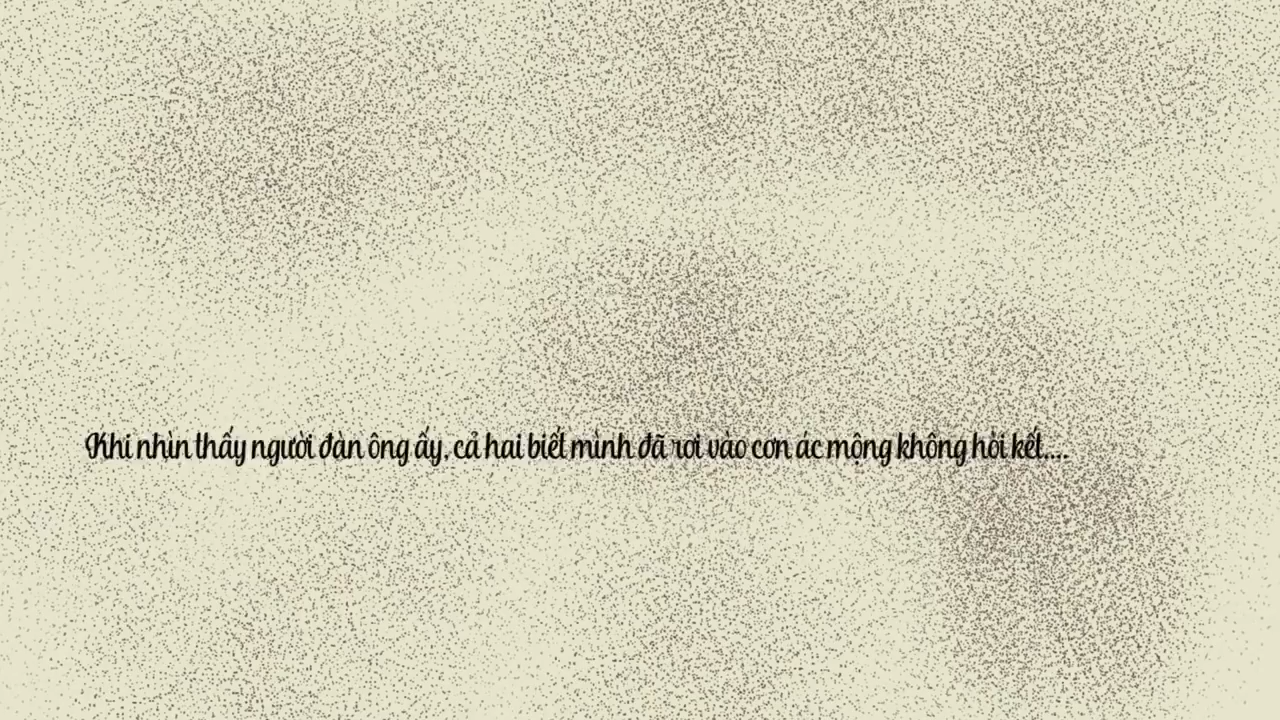 Khi nhìn thấy người đàn ông ấy, cả hai biết mình đã rơi vào cơn ác mộng không hồi kết....